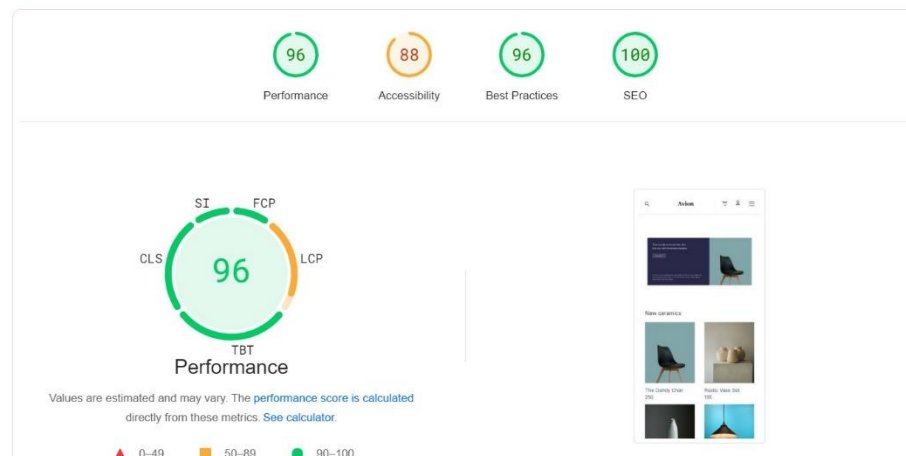 96 88 96 100
Performance Accessibility Best Practices SEO
SI FCP
CLS LCP
96
TBT
Performance
Values are estimated and may vary. The performance score is calculated
directly from these metrics. See calculator.
0–49 50–89 90–100
Avion
New ceramics
The Dandy Chair Rustic Vase Set